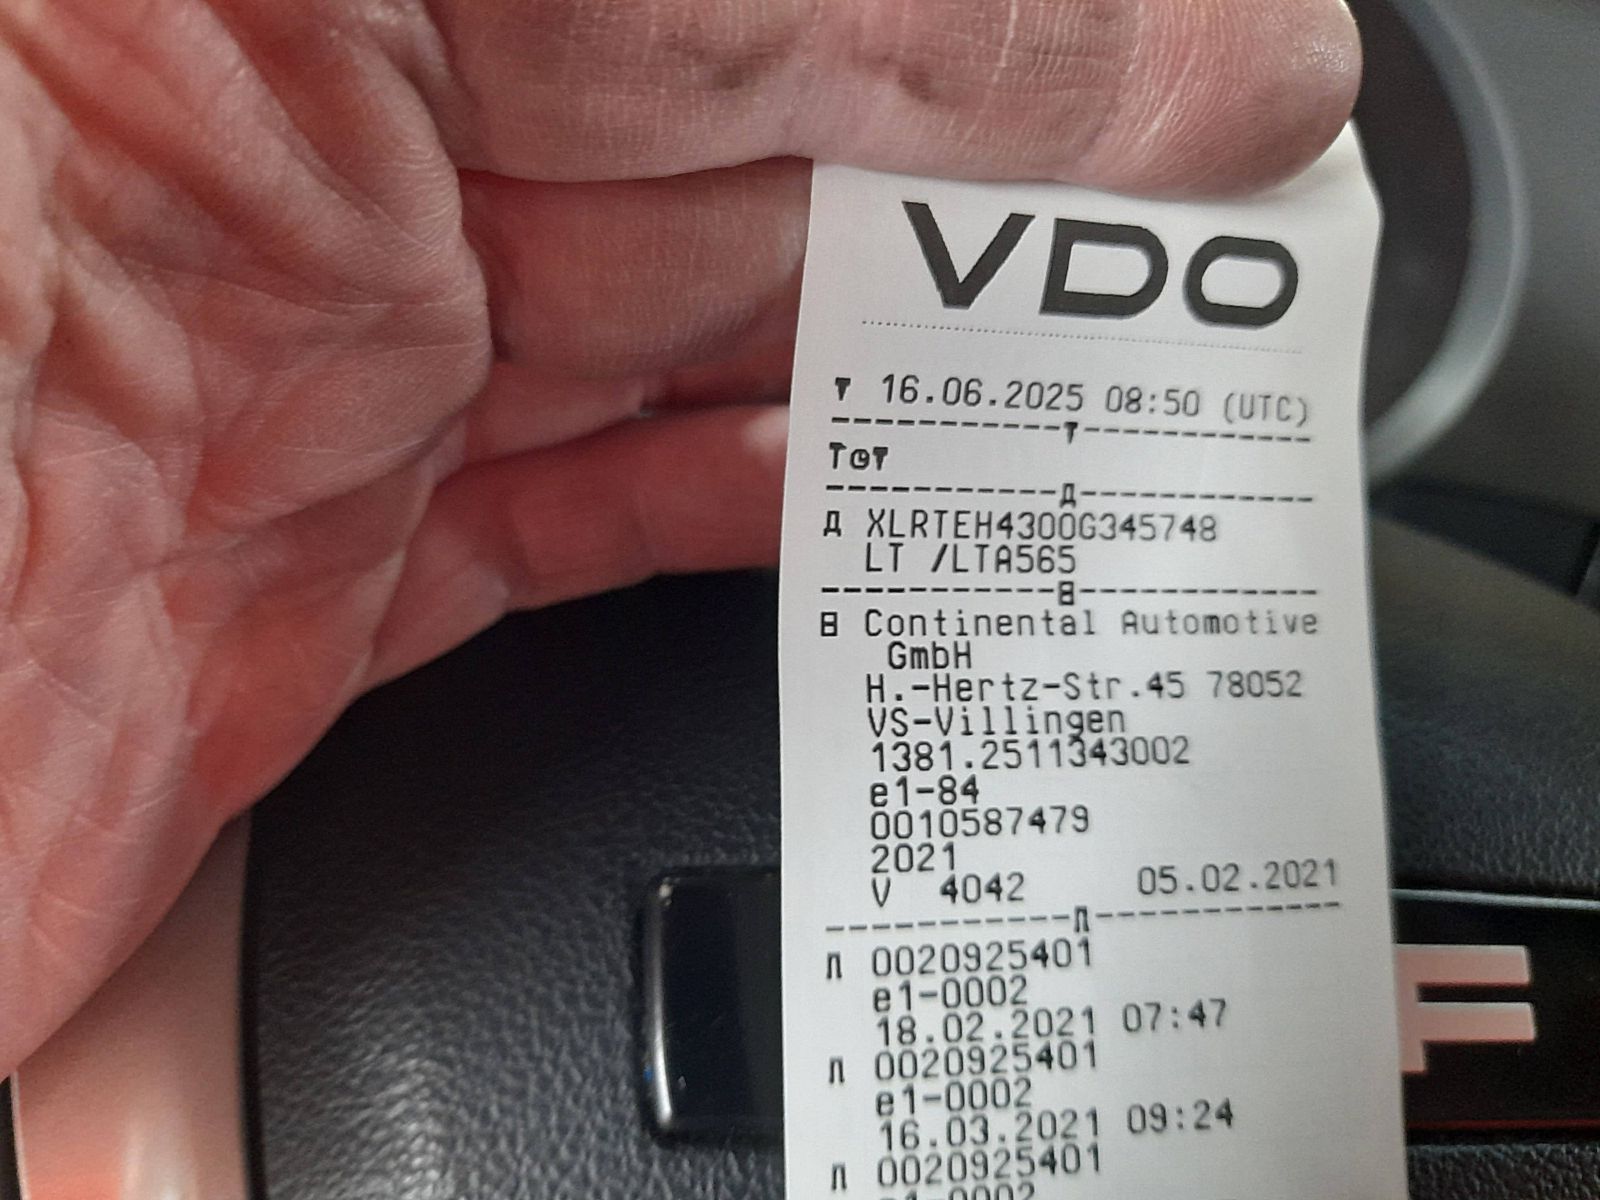 VDO
▼ 16.06.2025 08:50 (UTC)
-----------▼-----------
T⊙▼
-----------Д-----------
Д XLRTEH4300G345748
LT /LTA565
-----------B-----------
B Continental Automotive
GmbH
H.-Hertz-Str.45 78052
VS-Villingen
1381.2511343002
e1-84
0010587479
2021
V 4042 05.02.2021
-----------П-----------
П 0020925401
e1-0002
18.02.2021 07:47
П 0020925401
e1-0002
16.03.2021 09:24
П 0020925401
e1-0002